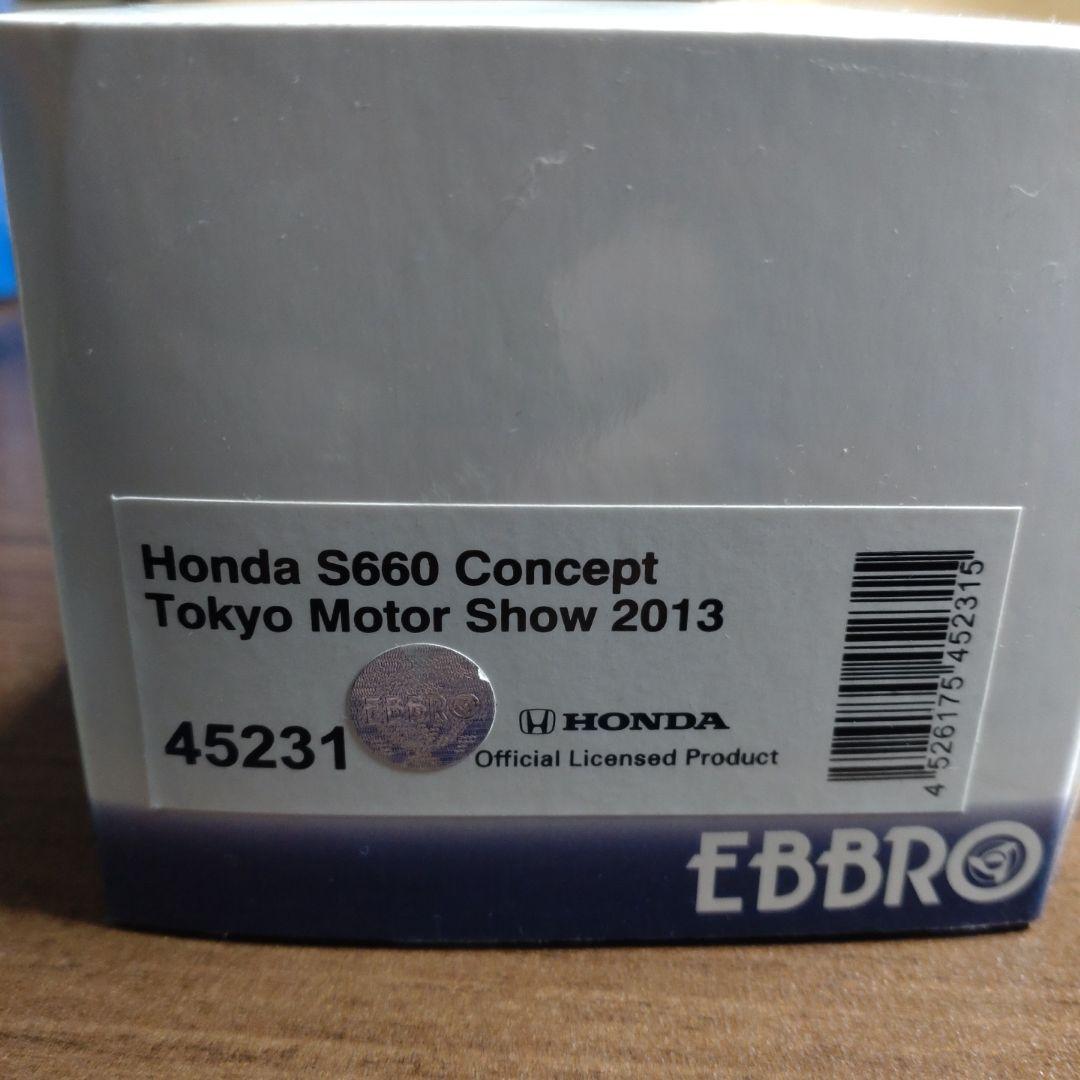 Honda S660 Concept
Tokyo Motor Show 2013
45231
EBBRO
HONDA
Official Licensed Product
4 526175 452315
EBBRO